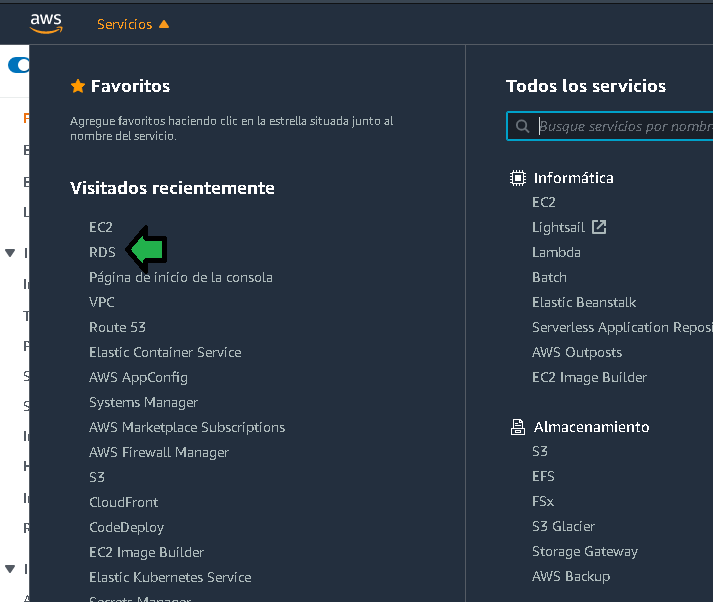 aws
Servicios
Favoritos
Agregue favoritos haciendo clic en la estrella situada junto al
nombre del servicio.
Visitados recientemente
EC2
RDS
Página de inicio de la consola
VPC
Route 53
Elastic Container Service
AWS AppConfig
Systems Manager
AWS Marketplace Subscriptions
AWS Firewall Manager
S3
CloudFront
CodeDeploy
EC2 Image Builder
Elastic Kubernetes Service
Secrets Manager
Todos los servicios
Busque servicios por nombre
Informática
EC2
Lightsail
Lambda
Batch
Elastic Beanstalk
Serverless Application Reposi
AWS Outposts
EC2 Image Builder
Almacenamiento
S3
EFS
FSx
S3 Glacier
Storage Gateway
AWS Backup